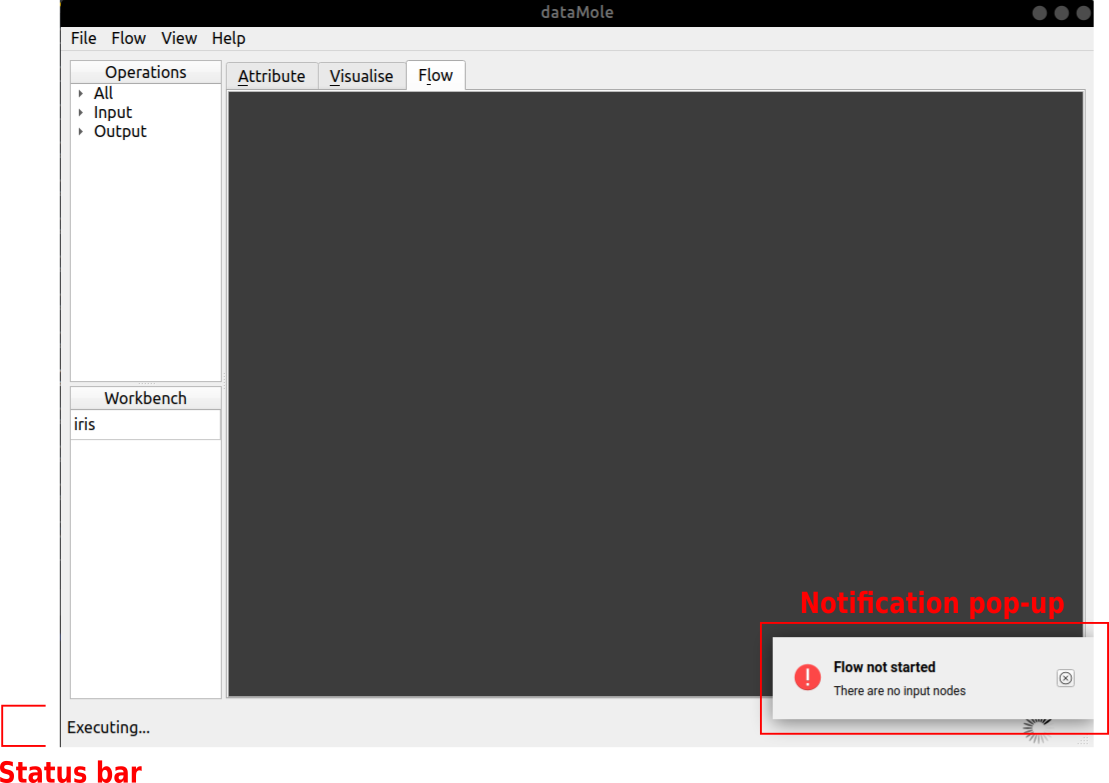 dataMole
File Flow View Help
Operations
All
Input
Output
Attribute Visualise Flow
Workbench
iris
Notification pop-up
Flow not started
There are no input nodes
Executing...
Status bar